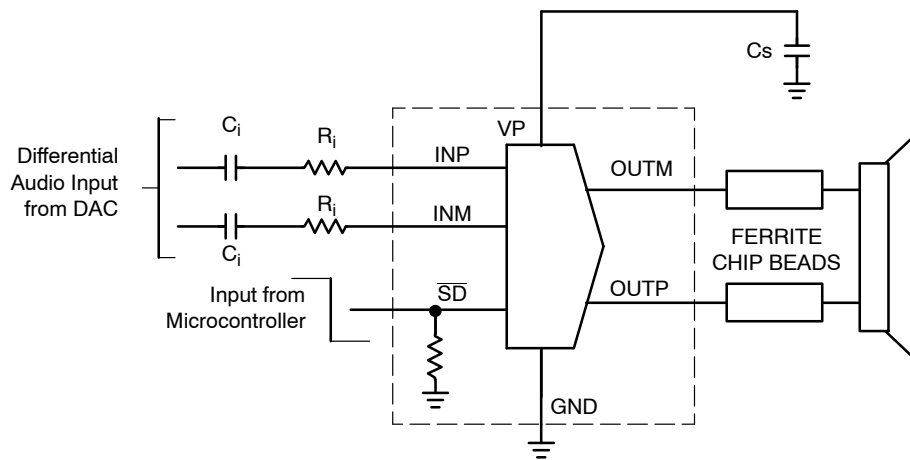 Cs
VP
Differential
Audio Input
from DAC
Ci
Ri
INP
OUTM
Ri
INM
Ci
FERRITE
CHIP BEADS
Input from
Microcontroller
SD
OUTP
GND